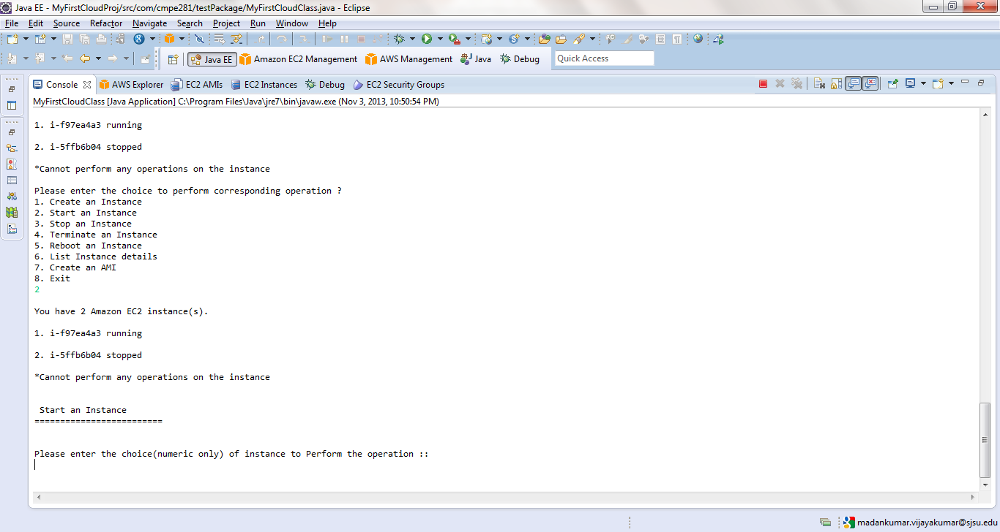 Java EE - MyFirstCloudProj/src/com/cmpe281/testPackage/MyFirstCloudClass.java - Eclipse
File Edit Source Refactor Navigate Search Project Run Window Help
Java EE Amazon EC2 Management AWS Management Java Debug Quick Access
Console AWS Explorer EC2 AMIs EC2 Instances Debug EC2 Security Groups
MyFirstCloudClass [Java Application] C:\Program Files\Java\jre7\bin\javaw.exe (Nov 3, 2013, 10:50:54 PM)
1. i-f97ea4a3 running
2. i-5ffb6b04 stopped
*Cannot perform any operations on the instance
Please enter the choice to perform corresponding operation ?
1. Create an Instance
2. Start an Instance
3. Stop an Instance
4. Terminate an Instance
5. Reboot an Instance
6. List Instance details
7. Create an AMI
8. Exit
2
You have 2 Amazon EC2 instance(s).
1. i-f97ea4a3 running
2. i-5ffb6b04 stopped
*Cannot perform any operations on the instance
Start an Instance
=========================
Please enter the choice(numeric only) of instance to Perform the operation ::
madankumar.vijayakumar@sjsu.edu